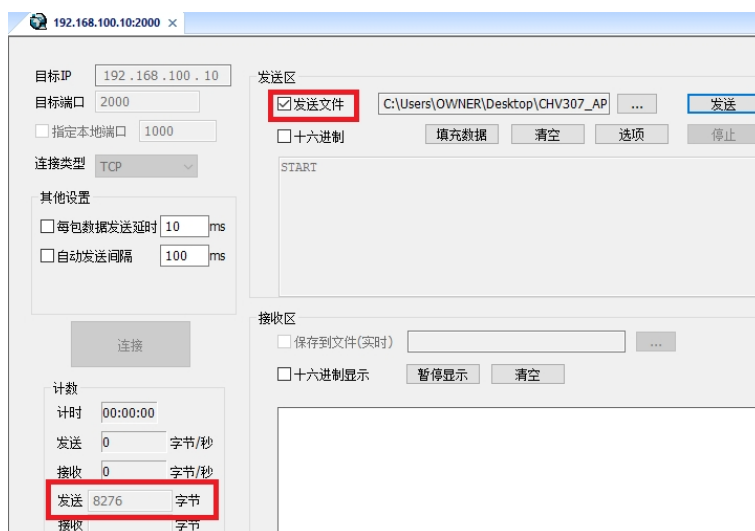 192.168.100.10:2000 ×
目标IP 192 . 168 . 100 . 10
目标端口 2000
指定本地端口 1000
连接类型 TCP
其他设置
每包数据发送延时 10 ms
自动发送间隔 100 ms
连接
计数
计时 00:00:00
发送 0 字节/秒
接收 0 字节/秒
发送 8276 字节
接收 字节
发送区
发送文件 C:\Users\OWNER\Desktop\CHV307_AP ... 发送
十六进制 填充数据 清空 选项 停止
START
接收区
保存到文件(实时) ...
十六进制显示 暂停显示 清空